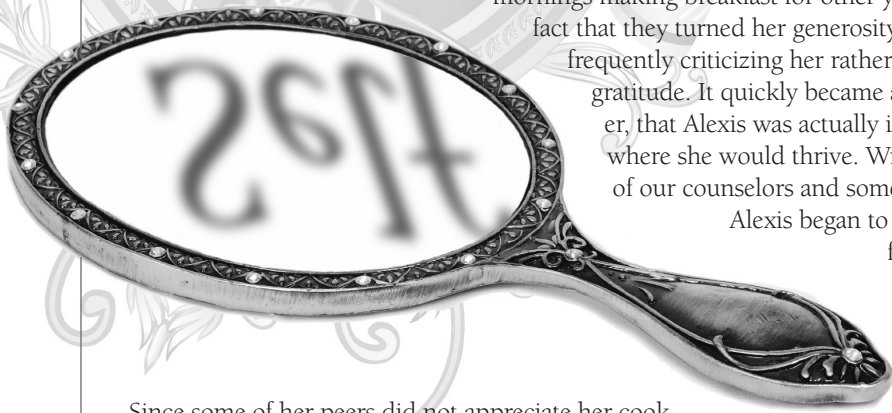 mornings making breakfast for other y
fact that they turned her generosity
frequently criticizing her rather
gratitude. It quickly became a
er, that Alexis was actually i
where she would thrive. Wi
of our counselors and some
Alexis began to
f
Self
Since some of her peers did not appreciate her cook